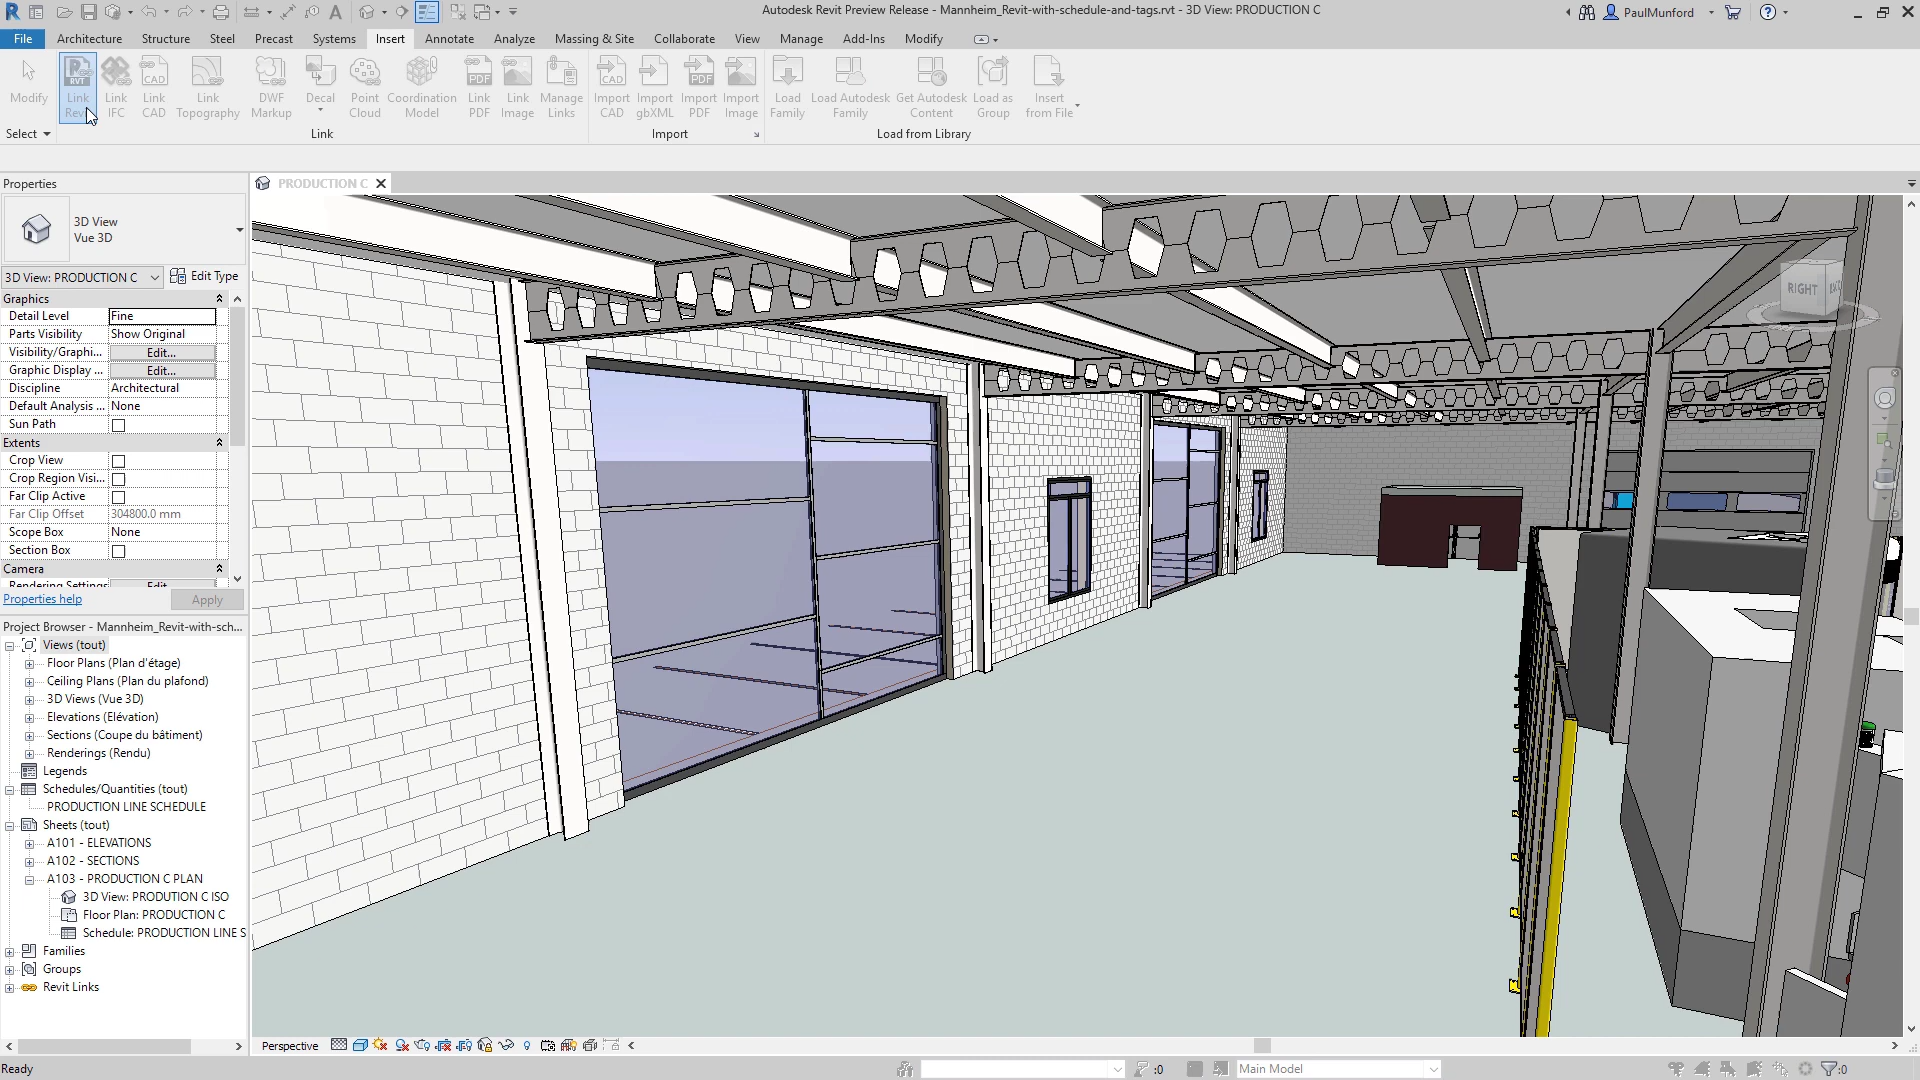 Autodesk Revit Preview Release - Mannheim_Revit-with-schedule-and-tags.rvt - 3D View: PRODUCTION C
PaulMunford
File Architecture Structure Steel Precast Systems Insert Annotate Analyze Massing & Site Collaborate View Manage Add-Ins Modify
Modify
Link Revit
Link IFC
Link CAD
Link Topography
DWF Markup
Decal
Point Cloud
Coordination Model
Link PDF
Link Image
Manage Links
Import CAD
Import gbXML
Import PDF
Import Image
Load Family
Load Autodesk Family
Get Autodesk Content
Load as Group
Insert from File
Select Link Import Load from Library
Properties
PRODUCTION C
3D View
Vue 3D
3D View: PRODUCTION C Edit Type
Graphics
Detail Level Fine
Parts Visibility Show Original
Visibility/Graphi... Edit...
Graphic Display ... Edit...
Discipline Architectural
Default Analysis ... None
Sun Path
Extents
Crop View
Crop Region Visi...
Far Clip Active
Far Clip Offset 304800.0 mm
Scope Box None
Section Box
Camera
Rendering Settings Edit...
Properties help Apply
Project Browser - Mannheim_Revit-with-sch...
Views (tout)
Floor Plans (Plan d'étage)
Ceiling Plans (Plan du plafond)
3D Views (Vue 3D)
Elevations (Elévation)
Sections (Coupe du bâtiment)
Renderings (Rendu)
Legends
Schedules/Quantities (tout)
PRODUCTION LINE SCHEDULE
Sheets (tout)
A101 - ELEVATIONS
A102 - SECTIONS
A103 - PRODUCTION C PLAN
3D View: PRODUTION C ISO
Floor Plan: PRODUCTION C
Schedule: PRODUCTION LINE S
Families
Groups
Revit Links
RIGHT
Perspective
Ready
:0
Main Model
:0